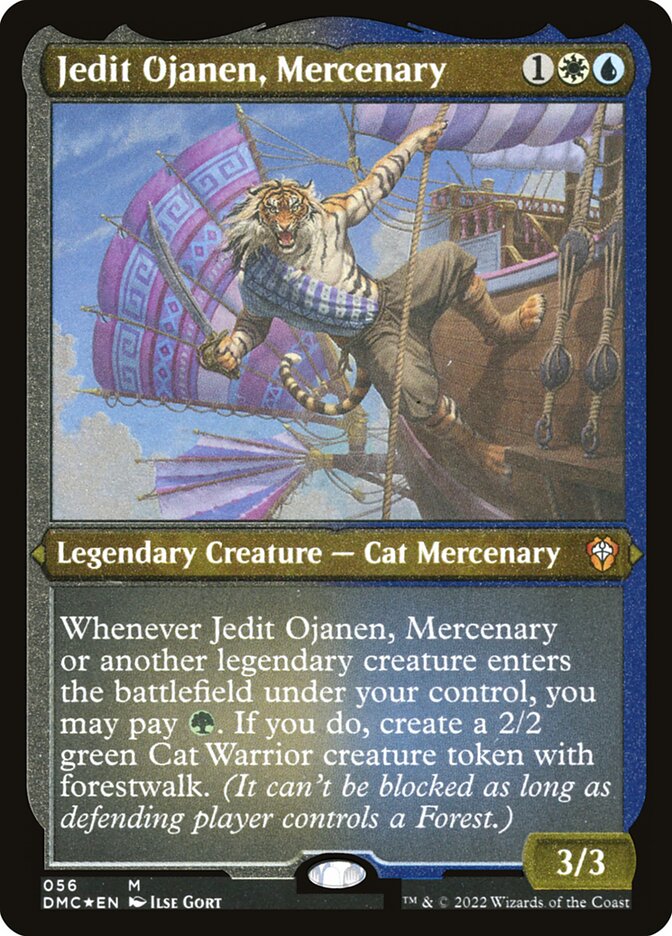 Jedit Ojanen, Mercenary 1
Legendary Creature — Cat Mercenary
Whenever Jedit Ojanen, Mercenary
or another legendary creature enters
the battlefield under your control, you
may pay . If you do, create a 2/2
green Cat Warrior creature token with
forestwalk. (It can't be blocked as long as
defending player controls a Forest.)
3/3
056 M
DMC★EN Ilse Gort ™ & © 2022 Wizards of the Coast